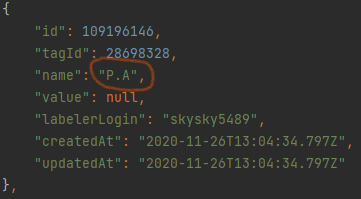 {
"id": 109196146,
"tagId": 28698328,
"name": "P.A",
"value": null,
"labelerLogin": "skysky5489",
"createdAt": "2020-11-26T13:04:34.797Z",
"updatedAt": "2020-11-26T13:04:34.797Z"
},